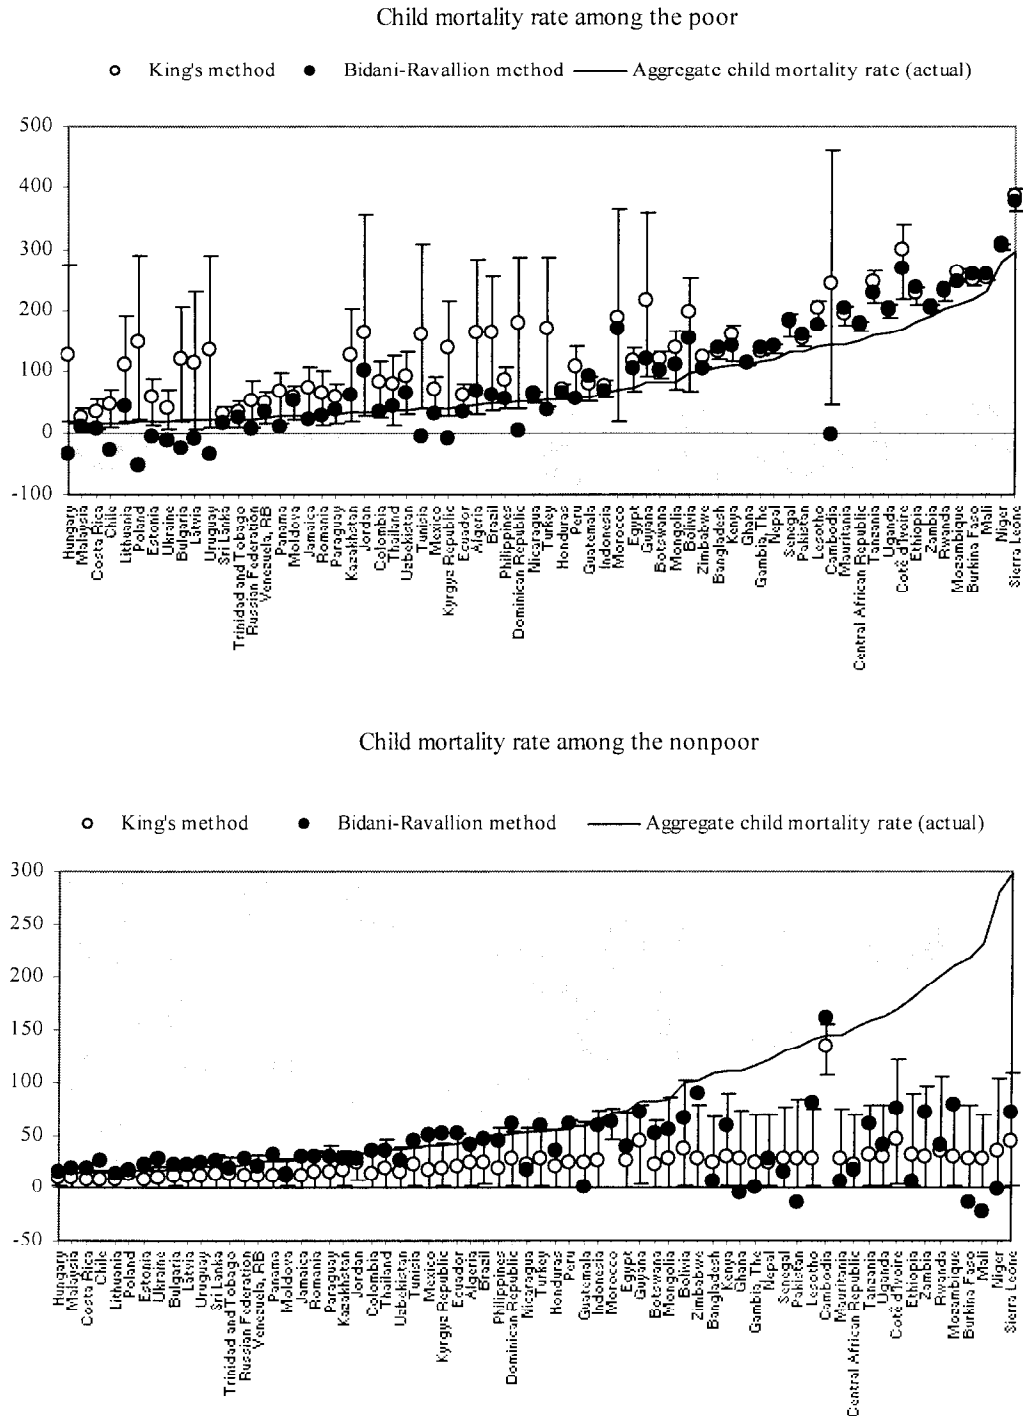 Child mortality rate among the poor
King's method Bidani-Ravallion method Aggregate child mortality rate (actual)
500
400
300
200
100
0
-100
Hungary
Malaysia
Costa Rica
Chile
Lithuania
Poland
Estonia
Ukraine
Bulgaria
Latvia
Uruguay
Sri Lanka
Trinidad and Tobago
Russian Federation
Venezuela, RB
Panama
Moldova
Jamaica
Romania
Paraguay
Kazakhstan
Jordan
Colombia
Thailand
Uzbekistan
Tunisia
Mexico
Kyrgyz Republic
Ecuador
Algeria
Brazil
Philippines
Dominican Republic
Nicaragua
Turkey
Honduras
Peru
Guatemala
Indonesia
Morocco
Egypt
Guyana
Botswana
Mongolia
Bolivia
Zimbabwe
Bangladesh
Kenya
Ghana
Gambia, The
Nepal
Senegal
Pakistan
Lesotho
Cambodia
Mauritania
Central African Republic
Tanzania
Uganda
Coté d'Ivoire
Ethiopia
Zambia
Rwanda
Mozambique
Burkina Faso
Mali
Niger
Sierra Leone
Child mortality rate among the nonpoor
King's method Bidani-Ravallion method Aggregate child mortality rate (actual)
300
250
200
150
100
50
0
-50
Hungary
Malaysia
Costa Rica
Chile
Lithuania
Poland
Estonia
Ukraine
Bulgaria
Latvia
Uruguay
Sri Lanka
Trinidad and Tobago
Russian Federation
Venezuela, RB
Panama
Moldova
Jamaica
Romania
Paraguay
Kazakhstan
Jordan
Colombia
Thailand
Uzbekistan
Tunisia
Mexico
Kyrgyz Republic
Ecuador
Algeria
Brazil
Philippines
Dominican Republic
Nicaragua
Turkey
Honduras
Peru
Guatemala
Indonesia
Morocco
Egypt
Guyana
Botswana
Mongolia
Bolivia
Zimbabwe
Bangladesh
Kenya
Ghana
Gambia, The
Nepal
Senegal
Pakistan
Lesotho
Cambodia
Mauritania
Central African Republic
Tanzania
Uganda
Coté d'Ivoire
Ethiopia
Zambia
Rwanda
Mozambique
Burkina Faso
Mali
Niger
Sierra Leone